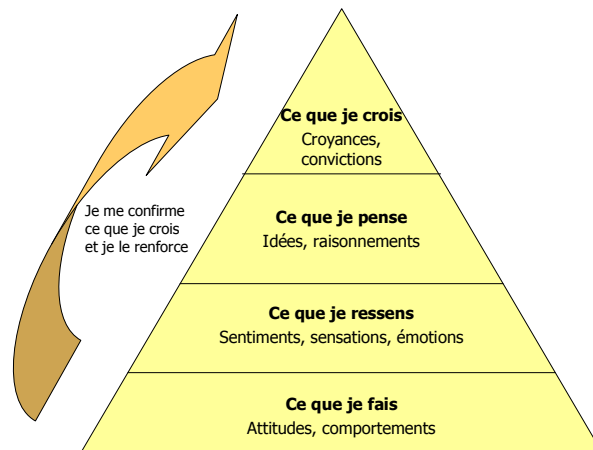 Ce que je crois
Croyances,
convictions
Ce que je pense
Idées, raisonnements
Je me confirme
ce que je crois
et je le renforce
Ce que je ressens
Sentiments, sensations, émotions
Ce que je fais
Attitudes, comportements